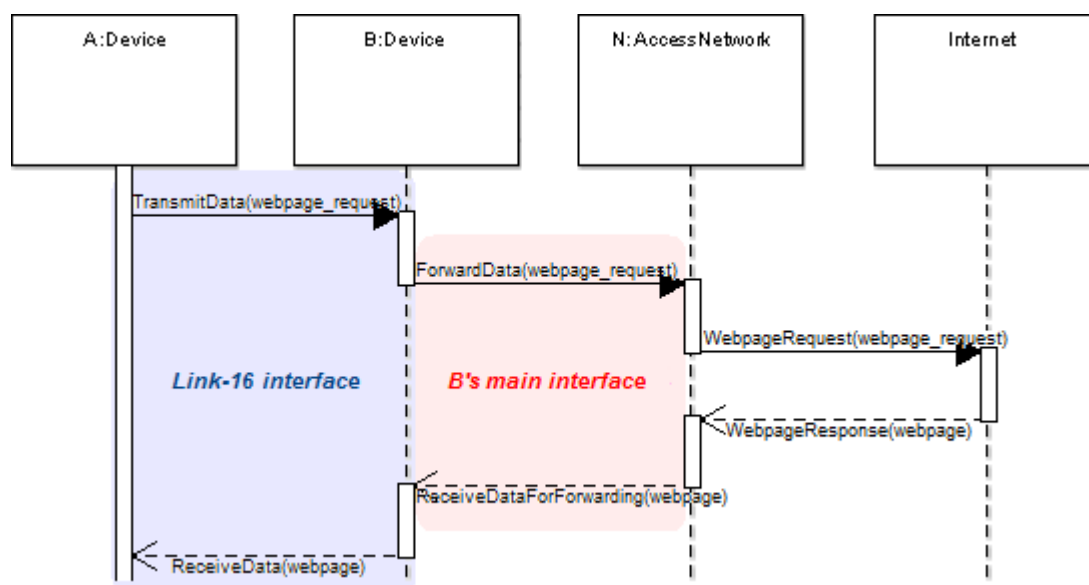 A:Device
B:Device
N:AccessNetwork
Internet
TransmitData(webpage_request)
ForwardData(webpage_request)
WebpageRequest(webpage_request)
Link-16 interface
B's main interface
WebpageResponse(webpage)
ReceiveDataForForwarding(webpage)
ReceiveData(webpage)